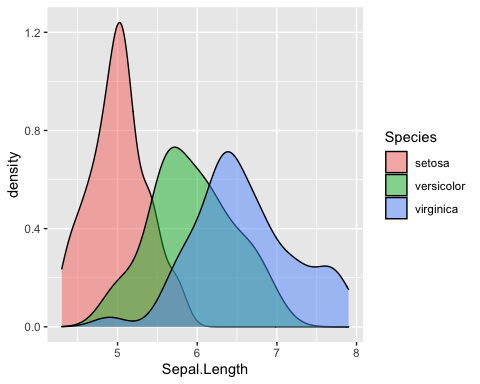 1.2
0.8
0.4
0.0
density
5
6
7
8
Sepal.Length
Species
setosa
versicolor
virginica